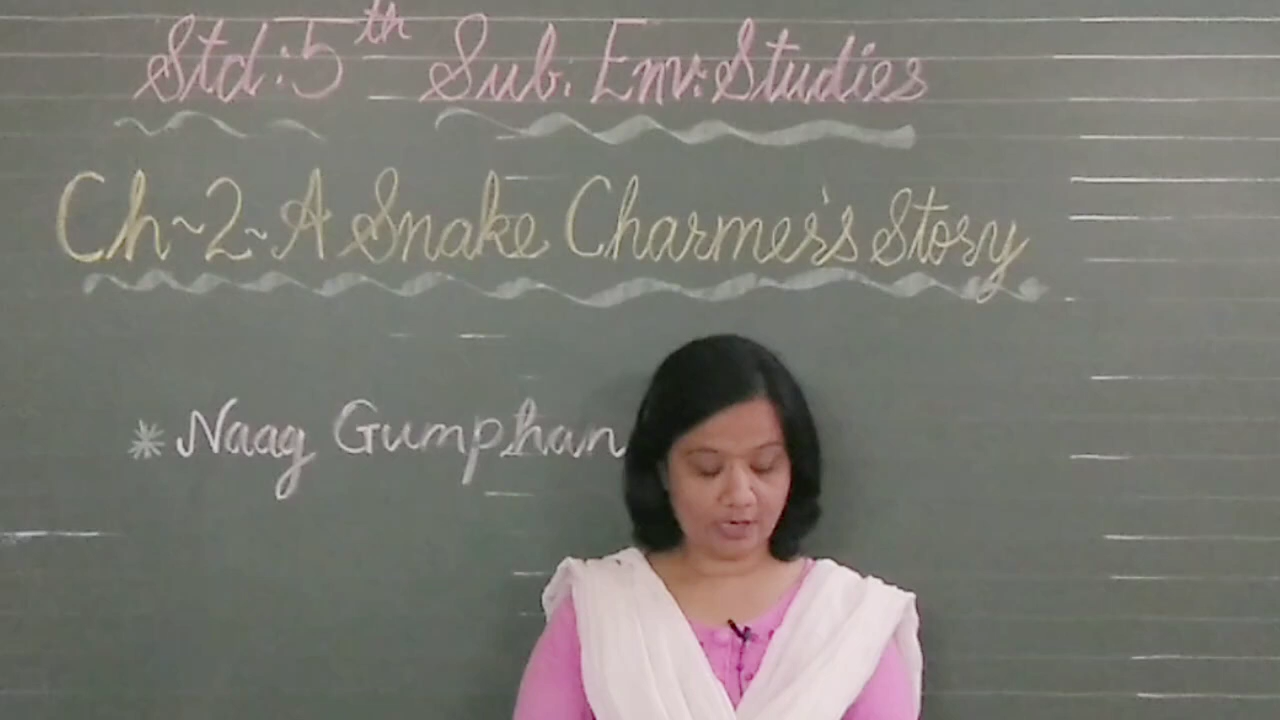 Std:5th Sub. Env:Studies
Ch~2~A Snake Charmer's Story
* Naag Gumphan